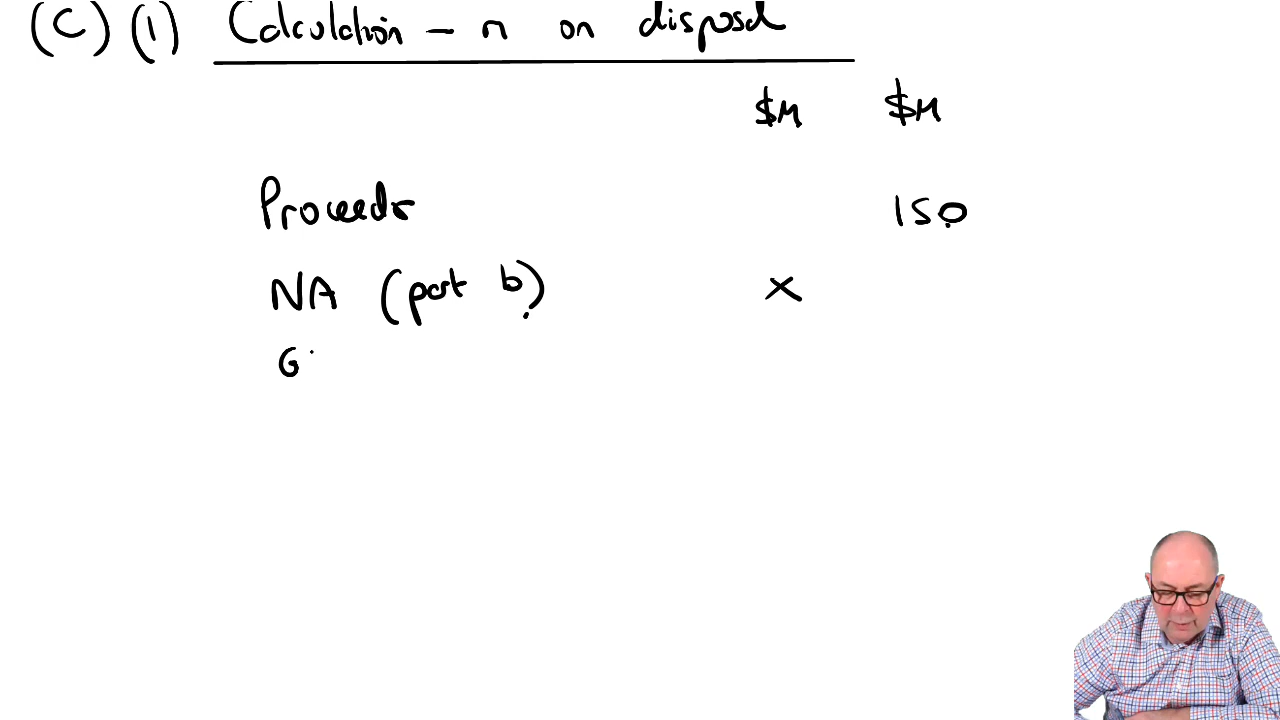 (C) (1) Calculation - π on disposal
$M $M
Proceeds 150
NA (part b) X
G